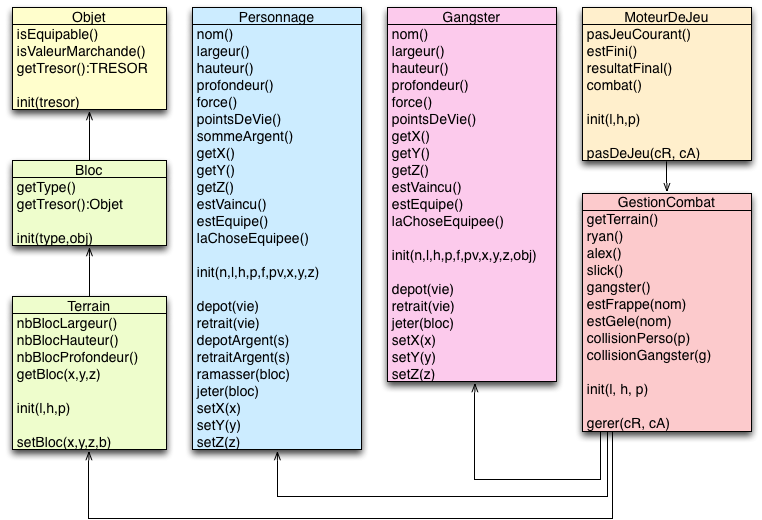 Objet
isEquipable()
isValeurMarchande()
getTresor():TRESOR
init(tresor)
Bloc
getType()
getTresor():Objet
init(type,obj)
Terrain
nbBlocLargeur()
nbBlocHauteur()
nbBlocProfondeur()
getBloc(x,y,z)
init(l,h,p)
setBloc(x,y,z,b)
Personnage
nom()
largeur()
hauteur()
profondeur()
force()
pointsDeVie()
sommeArgent()
getX()
getY()
getZ()
estVaincu()
estEquipe()
laChoseEquipee()
init(n,l,h,p,f,pv,x,y,z)
depot(vie)
retrait(vie)
depotArgent(s)
retraitArgent(s)
ramasser(bloc)
jeter(bloc)
setX(x)
setY(y)
setZ(z)
Gangster
nom()
largeur()
hauteur()
profondeur()
force()
pointsDeVie()
getX()
getY()
getZ()
estVaincu()
estEquipe()
laChoseEquipee()
init(n,l,h,p,f,pv,x,y,z,obj)
depot(vie)
retrait(vie)
jeter(bloc)
setX(x)
setY(y)
setZ(z)
MoteurDeJeu
pasJeuCourant()
estFini()
resultatFinal()
combat()
init(l,h,p)
pasDeJeu(cR, cA)
GestionCombat
getTerrain()
ryan()
alex()
slick()
gangster()
estFrappe(nom)
estGele(nom)
collisionPerso(p)
collisionGangster(g)
init(l, h, p)
gerer(cR, cA)